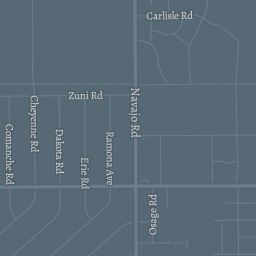 Carlisle Rd
Zuni Rd
Navajo Rd
Cheyenne Rd
Comanche Rd
Dakota Rd
Erie Rd
Ramona Ave
Osage Rd